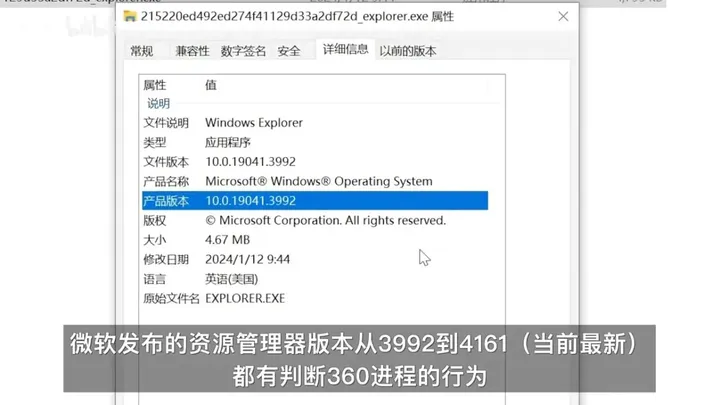 215220ed492ed274f41129d33a2df72d_explorer.exe 属性
常规 兼容性 数字签名 安全 详细信息 以前的版本
属性 值
说明
文件说明 Windows Explorer
类型 应用程序
文件版本 10.0.19041.3992
产品名称 Microsoft® Windows® Operating System
产品版本 10.0.19041.3992
版权 © Microsoft Corporation. All rights reserved.
大小 4.67 MB
修改日期 2024/1/12 9:44
语言 英语(美国)
原始文件名 EXPLORER.EXE
微软发布的资源管理器版本从3992到4161（当前最新）
都有判断360进程的行为